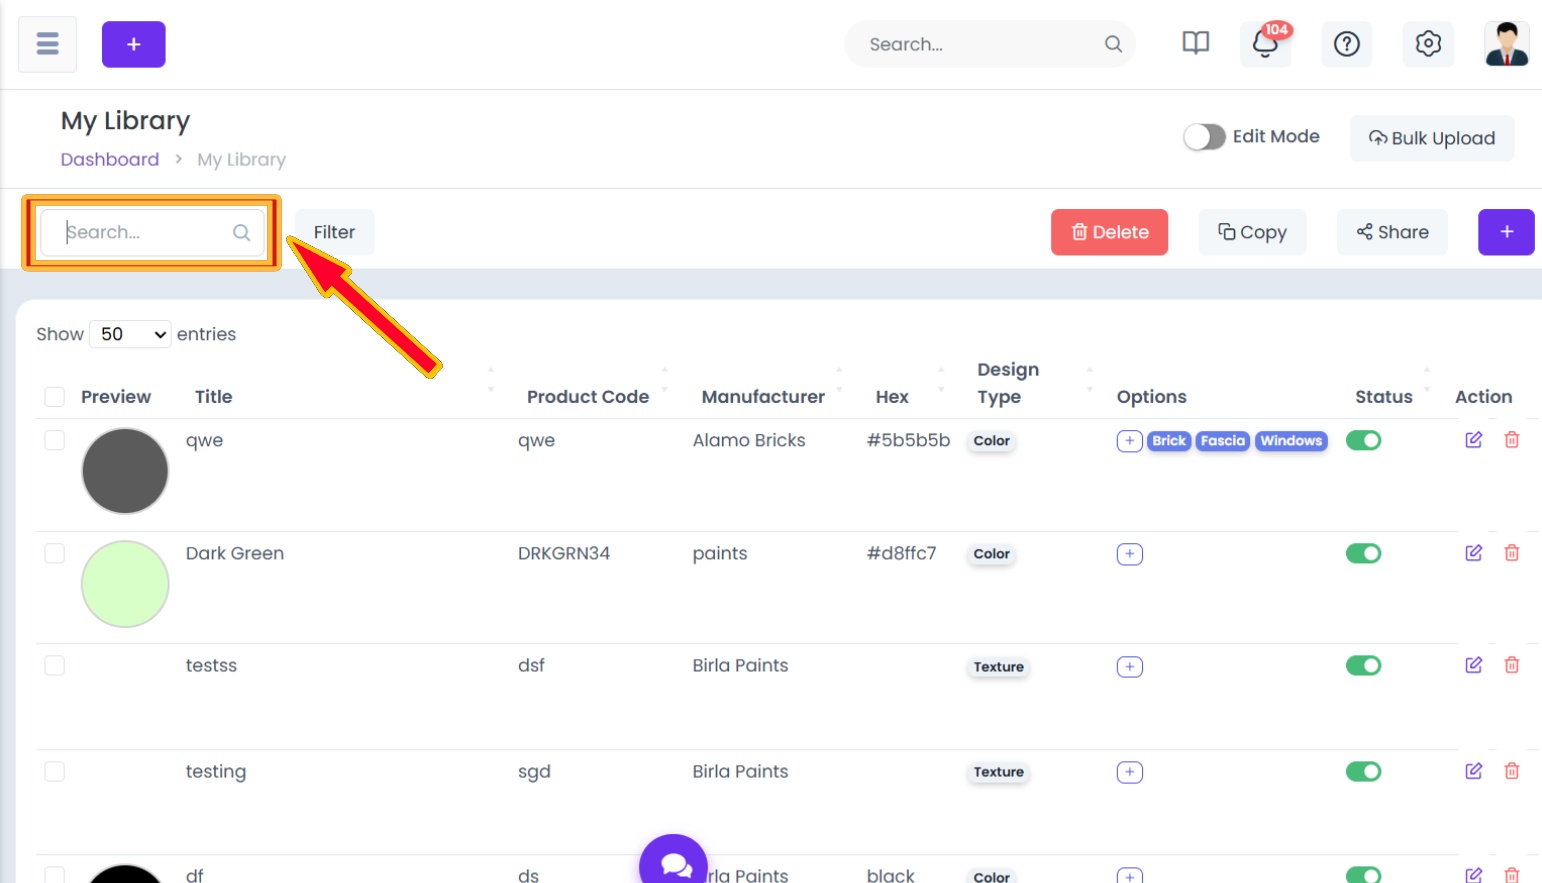 +
Search...
104
My Library
Dashboard > My Library
Edit Mode
Bulk Upload
Search...
Filter
Delete
Copy
Share
+
Show 50 entries
Preview Title Product Code Manufacturer Hex Design Type Options Status Action
qwe qwe Alamo Bricks #5b5b5b Color + Brick Fascia Windows
Dark Green DRKGRN34 paints #d8ffc7 Color +
testss dsf Birla Paints Texture +
testing sgd Birla Paints Texture +
df ds rla Paints black Color +